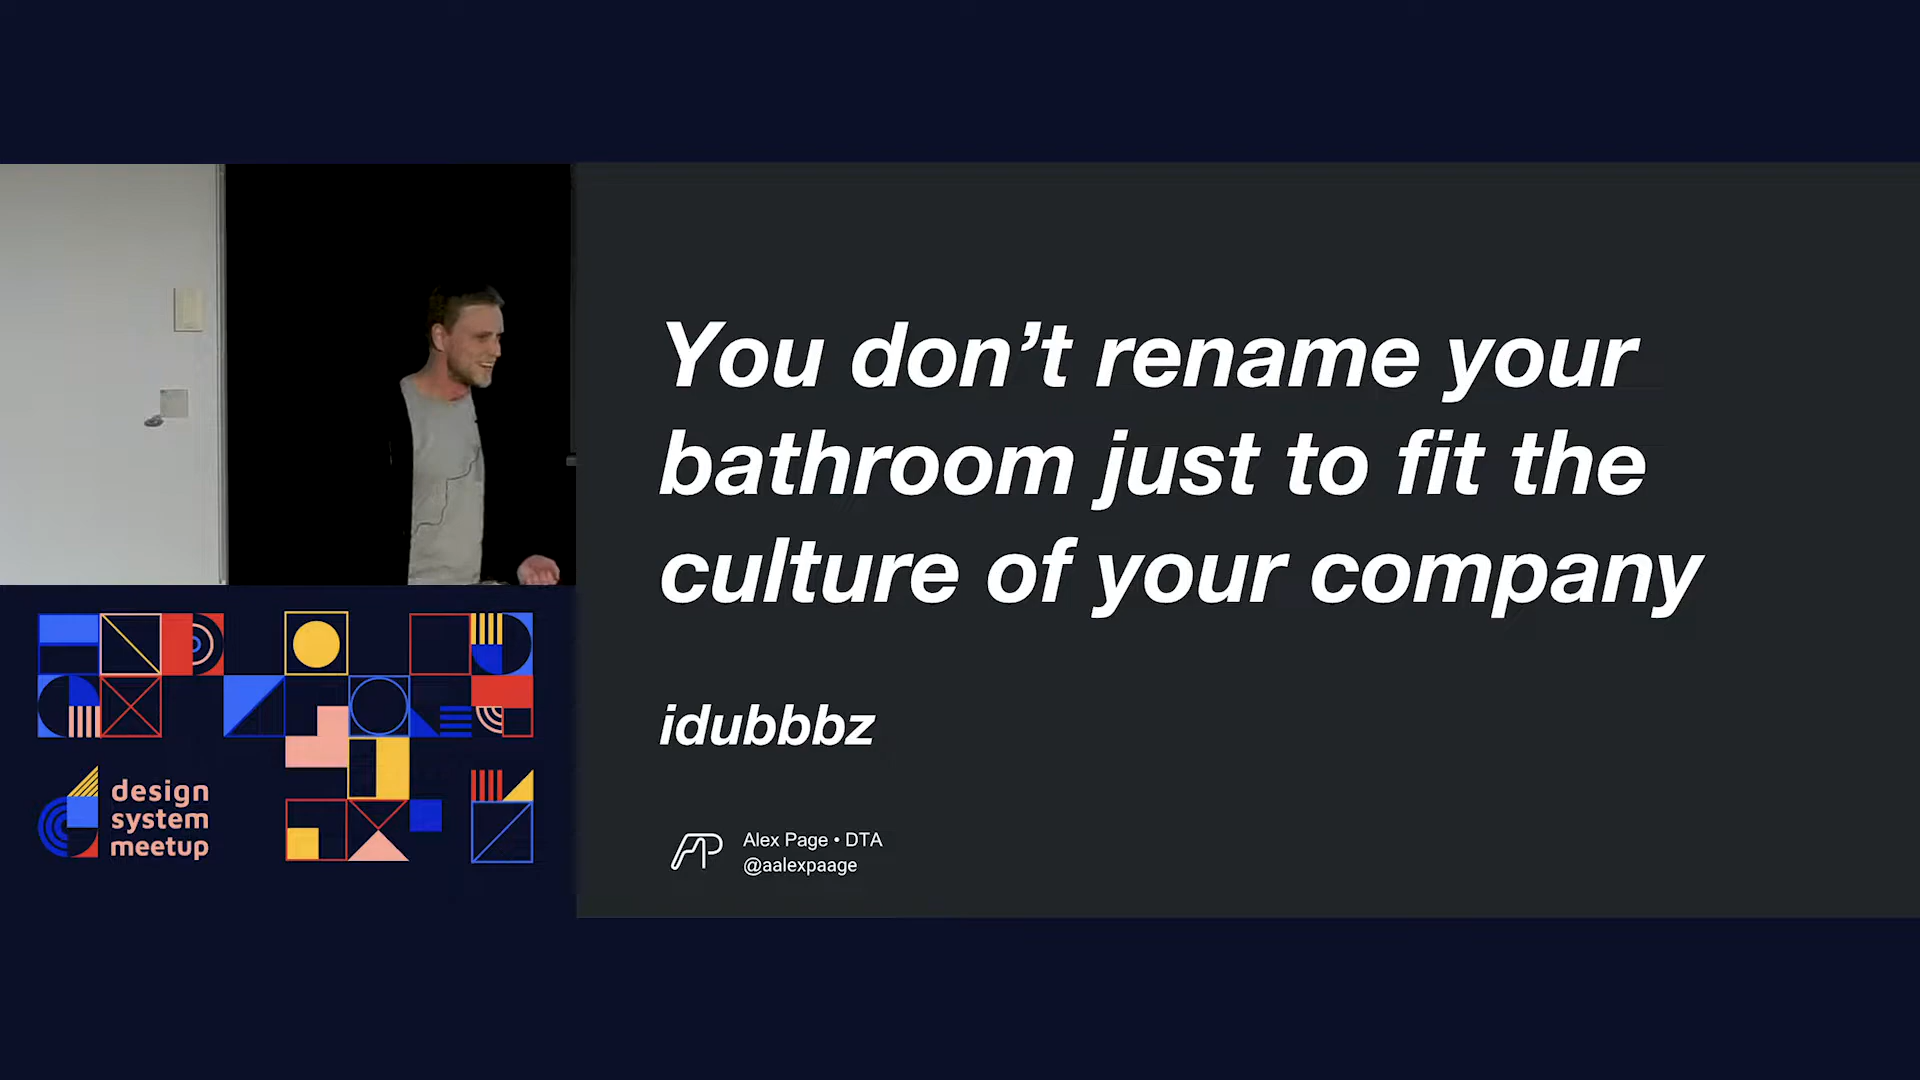 You don’t rename your
bathroom just to fit the
culture of your company
idubbbz
Alex Page • DTA
@aalexpaage
design
system
meetup